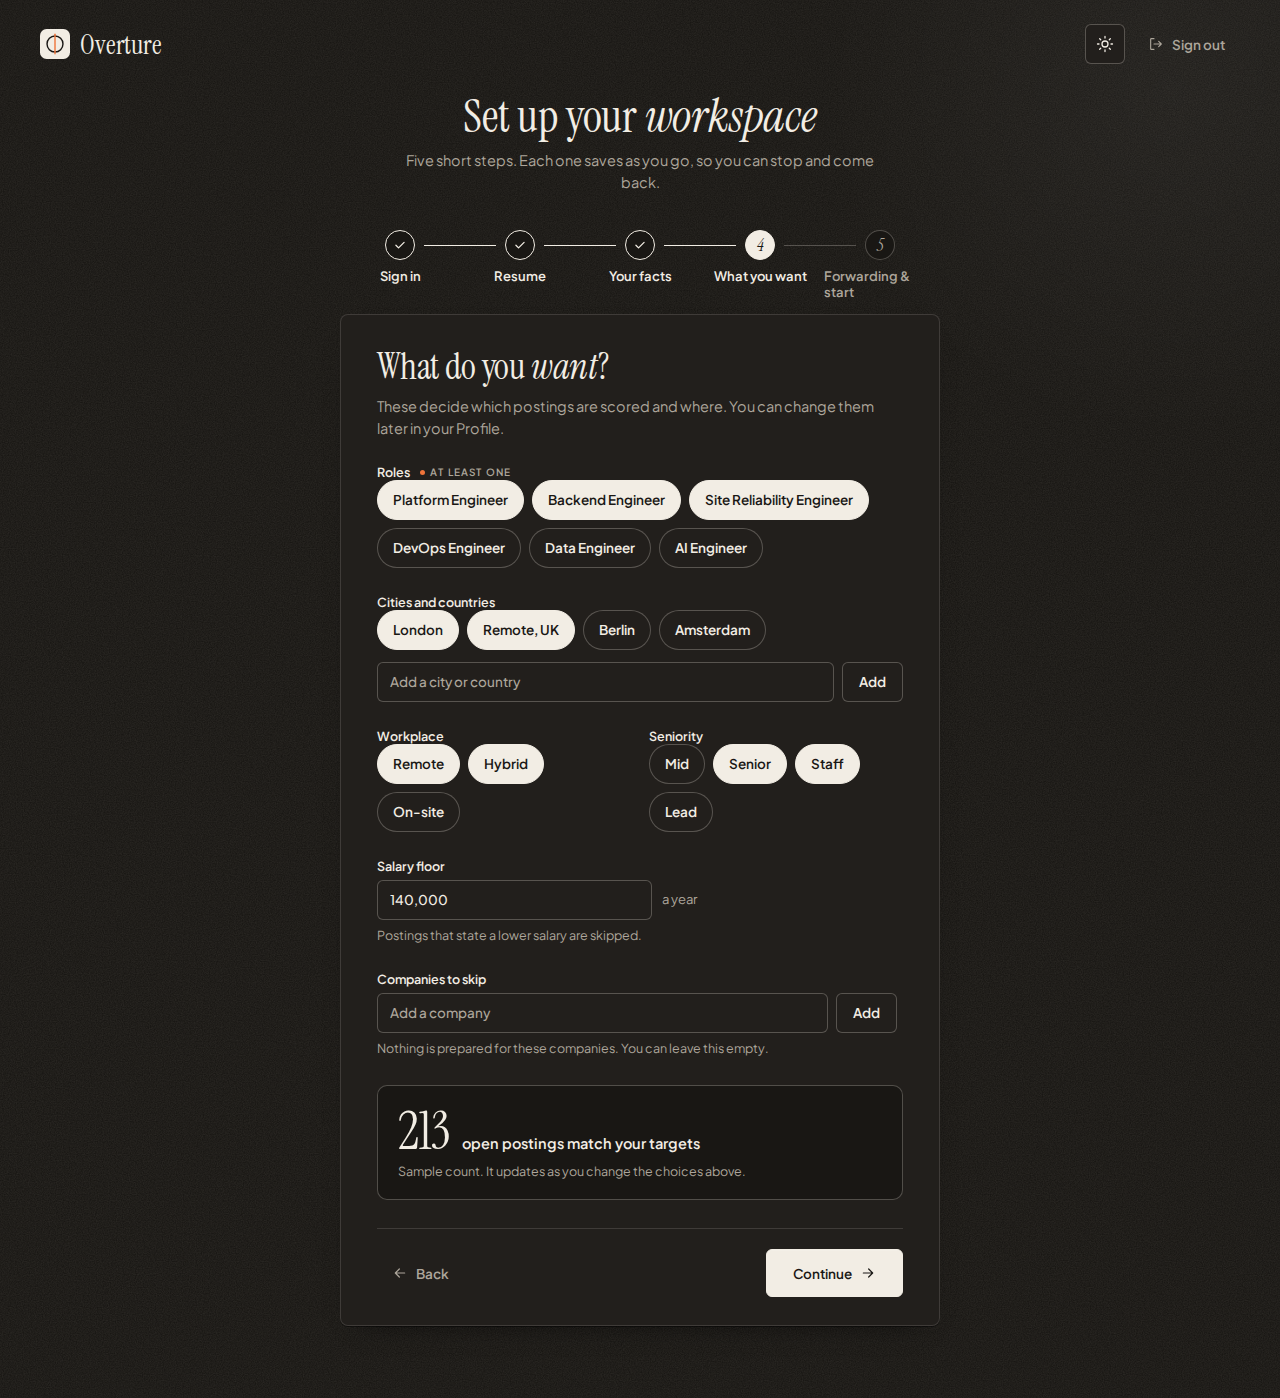 Overture
Sign out
Set up your workspace
Five short steps. Each one saves as you go, so you can stop and come
back.
4
5
Sign in
Resume
Your facts
What you want
Forwarding &
start
What do you want?
These decide which postings are scored and where. You can change them
later in your Profile.
Roles AT LEAST ONE
Platform Engineer
Backend Engineer
Site Reliability Engineer
DevOps Engineer
Data Engineer
AI Engineer
Cities and countries
London
Remote, UK
Berlin
Amsterdam
Add a city or country
Add
Workplace
Remote
Hybrid
On-site
Seniority
Mid
Senior
Staff
Lead
Salary floor
140,000
a year
Postings that state a lower salary are skipped.
Companies to skip
Add a company
Add
Nothing is prepared for these companies. You can leave this empty.
213 open postings match your targets
Sample count. It updates as you change the choices above.
Back
Continue